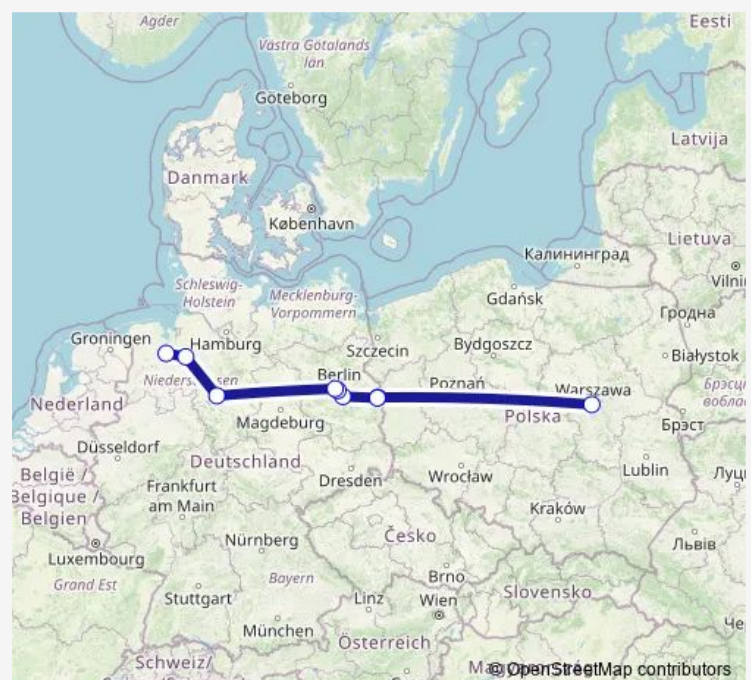 Agder
Eesti
Västra Götalands
län
Göteborg
Latvija
Danmark
København
Lietuva
Калининград
Vilni
Schleswig-
Holstein
Mecklenburg-
Vorpommern
Gdańsk
Гродна
Groningen
Hamburg
Szczecin
Bydgoszcz
Białystok
Berlin
Poznań
Warszawa
Nederland
Magdeburg
Polska
Брэст
Düsseldorf
Deutschland
Lublin
België /
Belgique /
Belgien
Frankfurt
am Main
Dresden
Wrocław
Kraków
Luxembourg
Nürnberg
Česko
Львів
Grand Est
Bayern
Brno
Stuttgart
Linz
Wien
Slovensko
München
Österreich
Schweiz/
© OpenStreetMap contributors